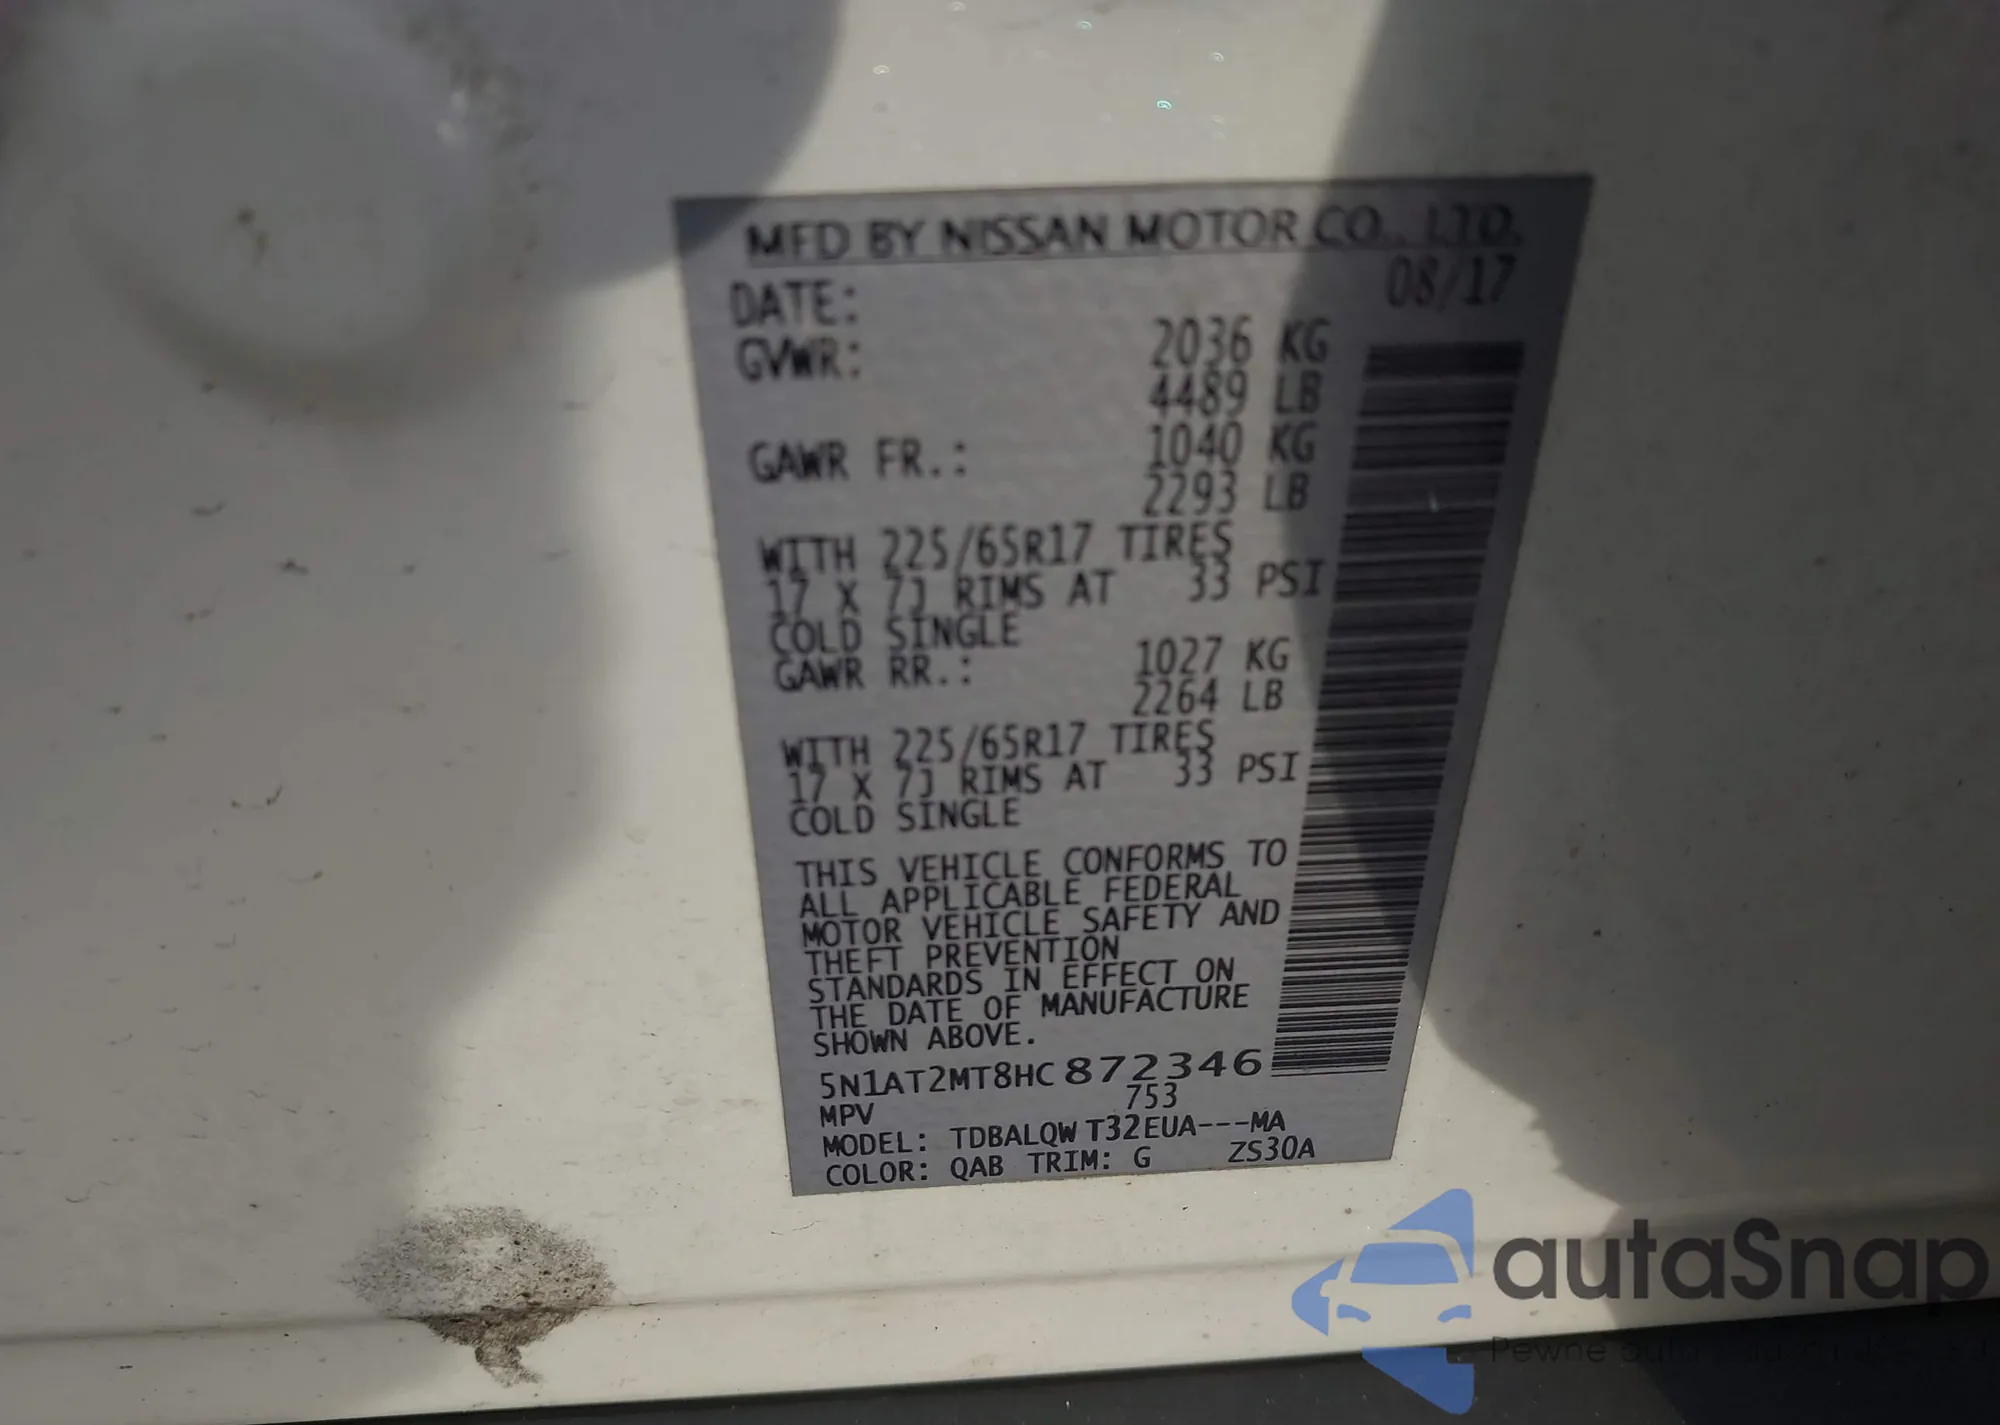 MFD BY NISSAN MOTOR CO., LTD.
DATE: 08/17
GVWR: 2036 KG
4489 LB
GAWR FR.: 1040 KG
2293 LB
WITH 225/65R17 TIRES
17 X 7J RIMS AT 33 PSI
COLD SINGLE
GAWR RR.: 1027 KG
2264 LB
WITH 225/65R17 TIRES
17 X 7J RIMS AT 33 PSI
COLD SINGLE
THIS VEHICLE CONFORMS TO
ALL APPLICABLE FEDERAL
MOTOR VEHICLE SAFETY AND
THEFT PREVENTION
STANDARDS IN EFFECT ON
THE DATE OF MANUFACTURE
SHOWN ABOVE.
5N1AT2MT8HC872346
MPV 753
MODEL: TDBALQWT32EUA---MA
COLOR: QAB TRIM: G ZS30A
autaSnap
Pewne auta